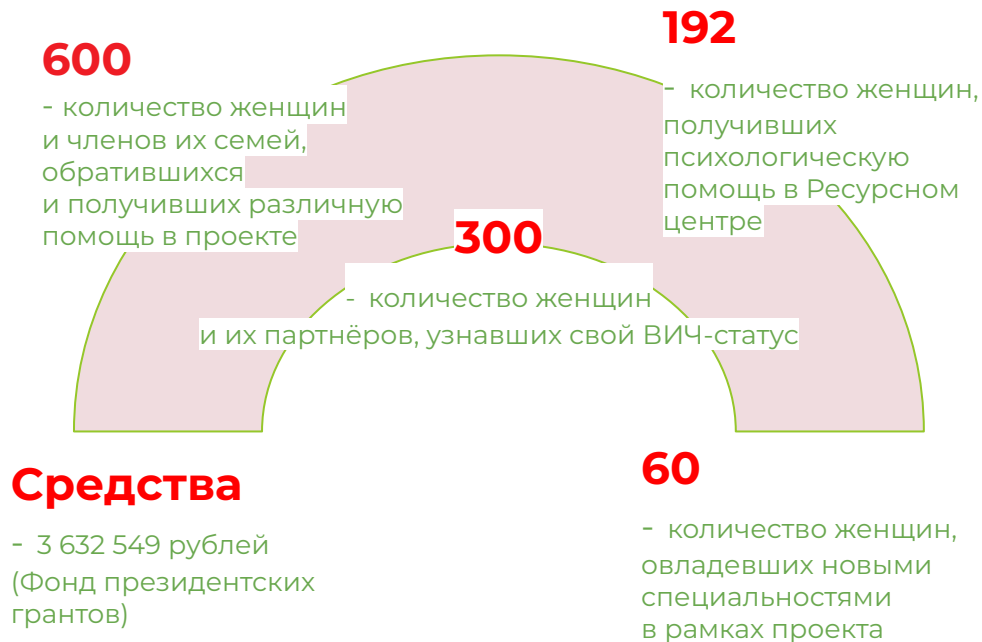 600
- количество женщин
и членов их семей,
обратившихся
и получивших различную
помощь в проекте
192
- количество женщин,
получивших
психологическую
помощь в Ресурсном
центре
300
- количество женщин
и их партнёров, узнавших свой ВИЧ-статус
Средства
- 3 632 549 рублей
(Фонд президентских
грантов)
60
- количество женщин,
овладевших новыми
специальностями
в рамках проекта